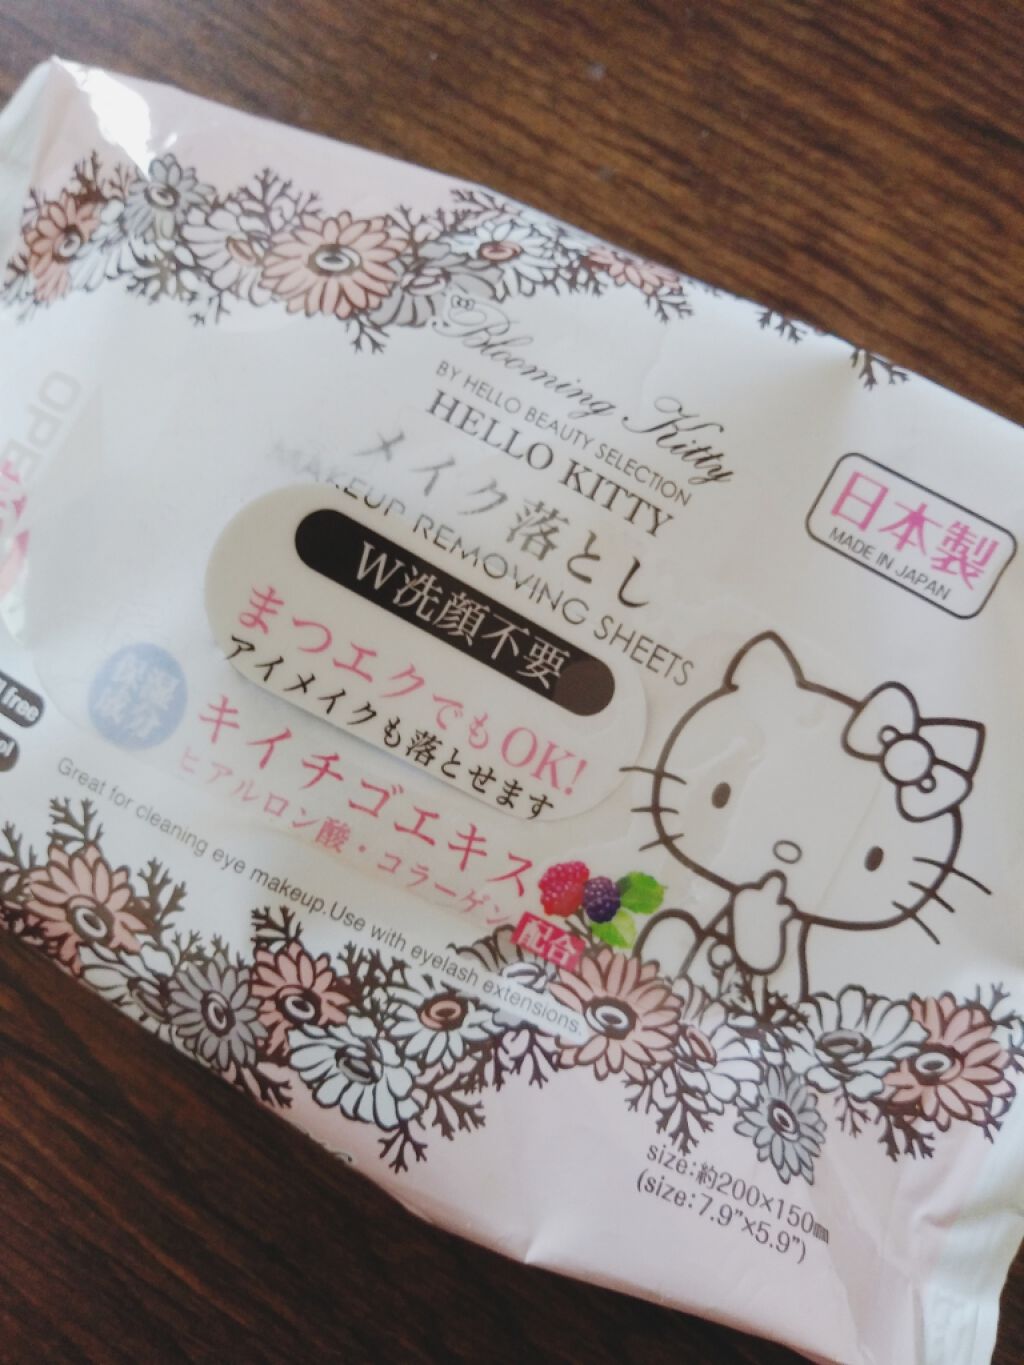 Blooming Kitty
BY HELLO BEAUTY SELECTION
HELLO KITTY
メイク落とし
MAKEUP REMOVING SHEETS
W洗顔不要
まつエクでもOK!
アイメイクも落とせます
保湿
成分
キイチゴエキス
ヒアルロン酸・コラーゲン
配合
Great for cleaning eye makeup.Use with eyelash extensions.
日本製
MADE IN JAPAN
OPE
free
size:約200×150㎜
(size:7.9"×5.9")